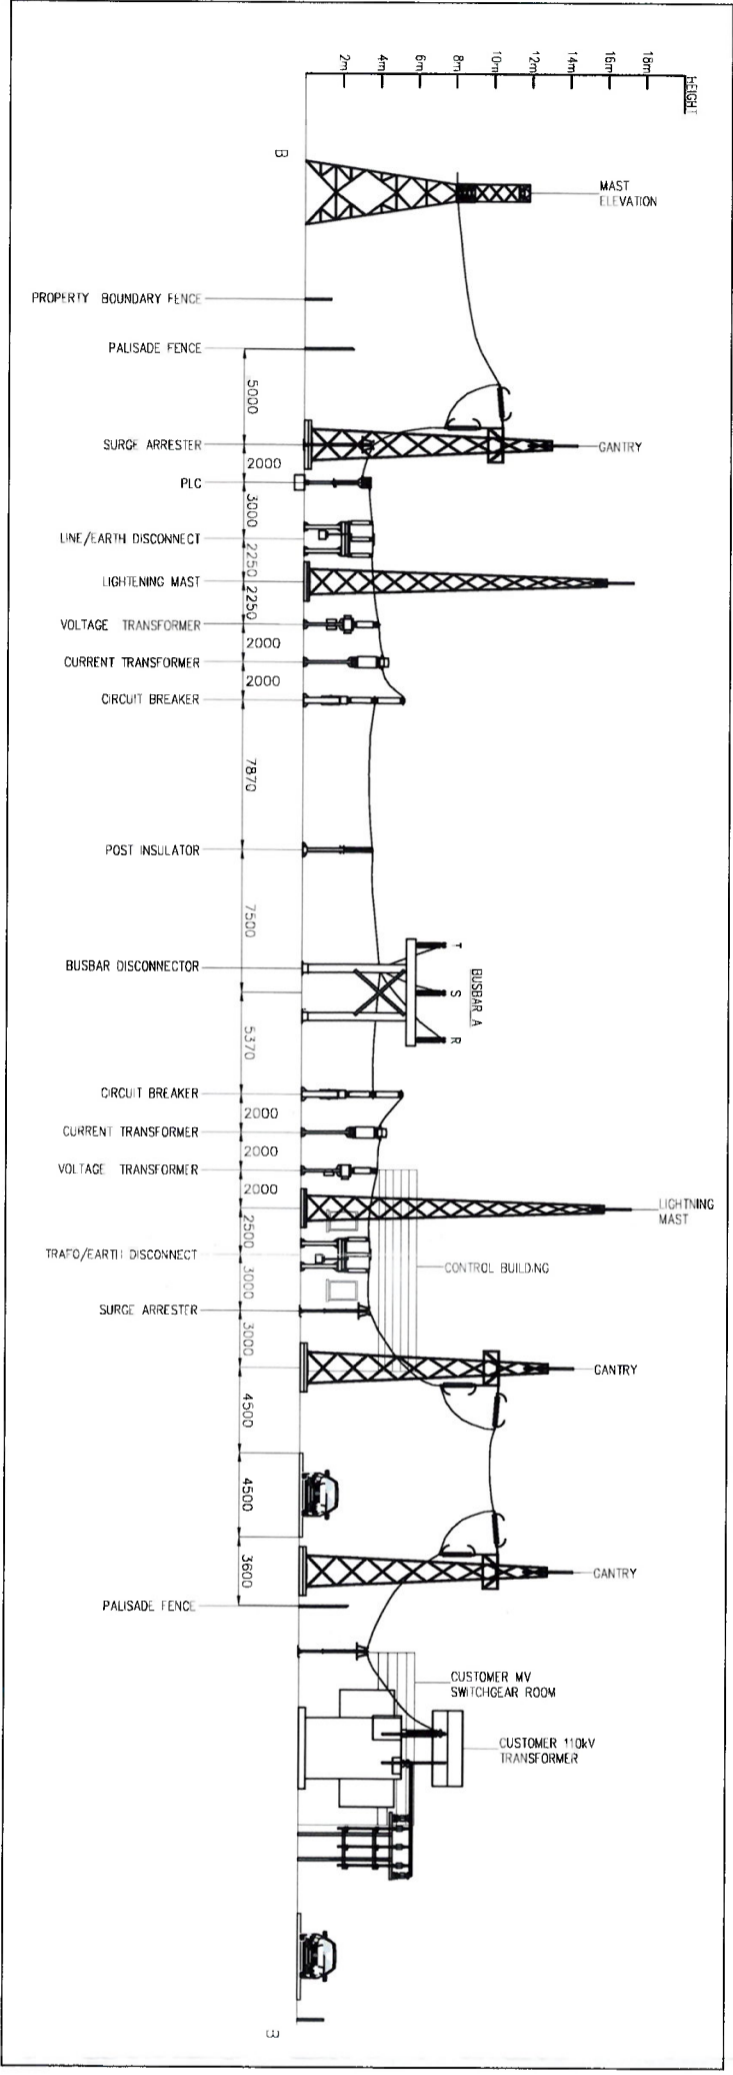 HEIGHT
18m
16m
14m
12m
10m
8m
6m
4m
2m
B
MAST
ELEVATION
PROPERTY BOUNDARY FENCE
PALISADE FENCE
5000
SURGE ARRESTER
GANTRY
2000
PLC
3000
LINE/EARTH DISCONNECT
2250
LIGHTENING MAST
2250
VOLTAGE TRANSFORMER
2000
CURRENT TRANSFORMER
2000
CIRCUIT BREAKER
7870
POST INSULATOR
7500
BUSBAR DISCONNECTOR
T
S
R
BUSBAR A
5370
CIRCUIT BREAKER
2000
CURRENT TRANSFORMER
2000
VOLTAGE TRANSFORMER
2000
LIGHTNING
MAST
2500
TRAFO/EARTH DISCONNECT
CONTROL BUILDING
3000
SURGE ARRESTER
3000
GANTRY
4500
4500
GANTRY
3600
PALISADE FENCE
CUSTOMER MV
SWITCHGEAR ROOM
CUSTOMER 110kV
TRANSFORMER
B